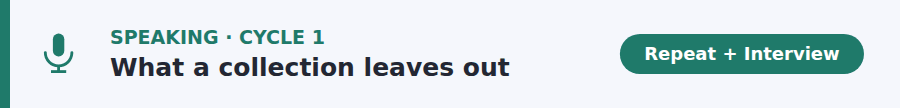 SPEAKING · CYCLE 1
What a collection leaves out
Repeat + Interview